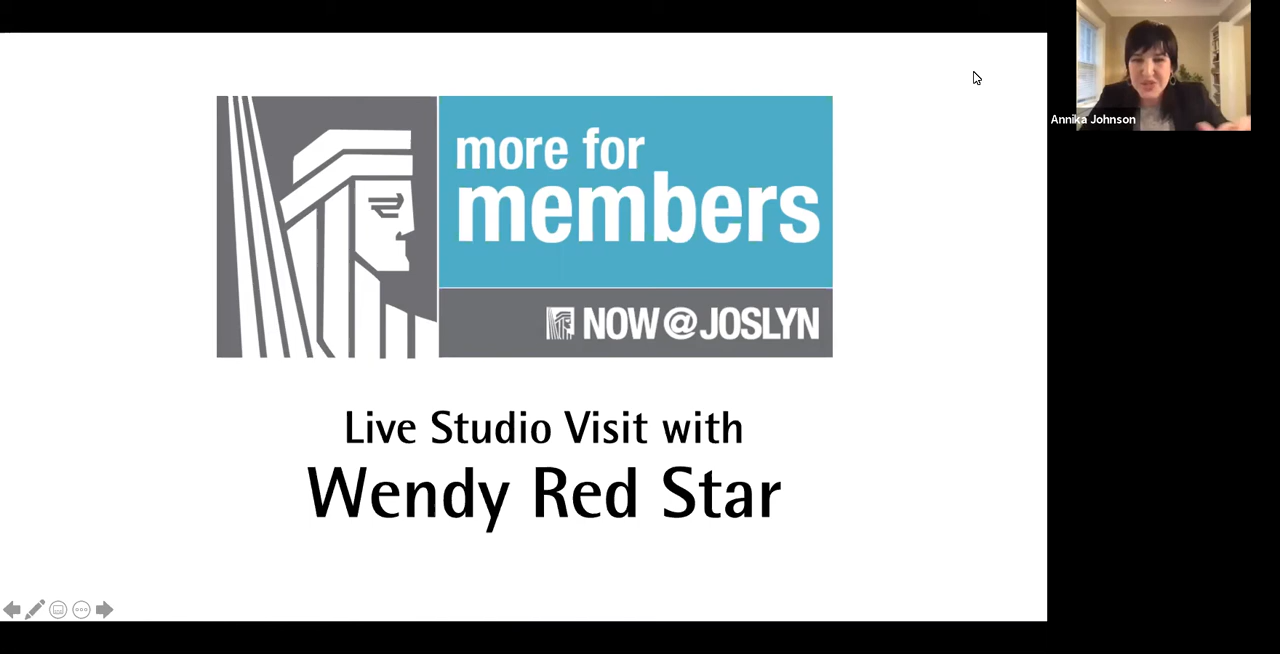 more for
members
NOW@JOSLYN
Live Studio Visit with
Wendy Red Star
Annika Johnson